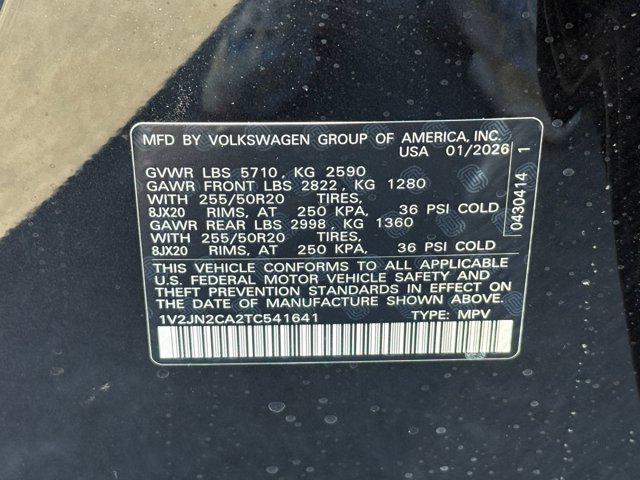 MFD BY VOLKSWAGEN GROUP OF AMERICA, INC.
USA 01/2026
GVWR LBS 5710, KG 2590
GAWR FRONT LBS 2822, KG 1280
WITH 255/50R20 TIRES,
8JX20 RIMS, AT 250 KPA, 36 PSI COLD
GAWR REAR LBS 2998, KG 1360
WITH 255/50R20 TIRES,
8JX20 RIMS, AT 250 KPA, 36 PSI COLD
THIS VEHICLE CONFORMS TO ALL APPLICABLE
U.S. FEDERAL MOTOR VEHICLE SAFETY AND
THEFT PREVENTION STANDARDS IN EFFECT ON
THE DATE OF MANUFACTURE SHOWN ABOVE.
1V2JN2CA2TC541641 TYPE: MPV
0430414 1